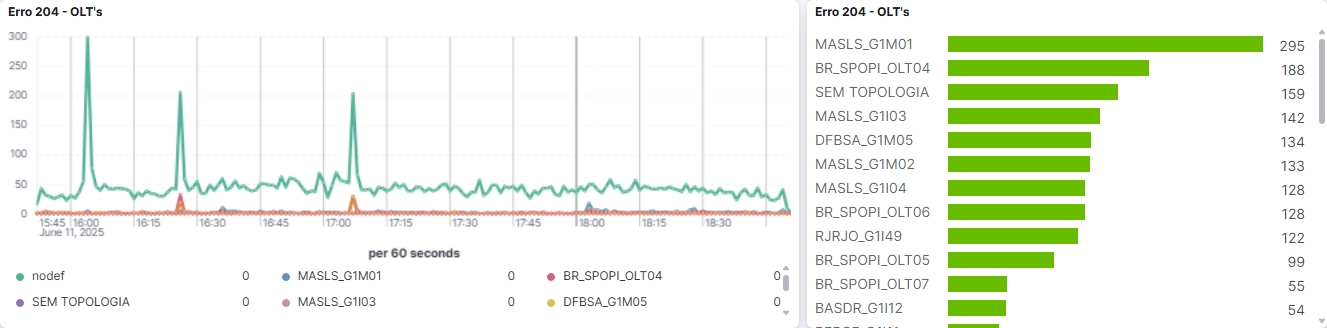 Erro 204 - OLT's
300
250
200
150
100
50
0
15:45 16:00 16:15 16:30 16:45 17:00 17:15 17:30 17:45 18:00 18:15 18:30
June 11, 2025
per 60 seconds
nodef 0 MASLS_G1M01 0 BR_SPOPI_OLT04 0
SEM TOPOLOGIA 0 MASLS_G1I03 0 DFBSA_G1M05 0
Erro 204 - OLT's
MASLS_G1M01 295
BR_SPOPI_OLT04 188
SEM TOPOLOGIA 159
MASLS_G1I03 142
DFBSA_G1M05 134
MASLS_G1M02 133
MASLS_G1I04 128
BR_SPOPI_OLT06 128
RJRJO_G1I49 122
BR_SPOPI_OLT05 99
BR_SPOPI_OLT07 55
BASDR_G1I12 54